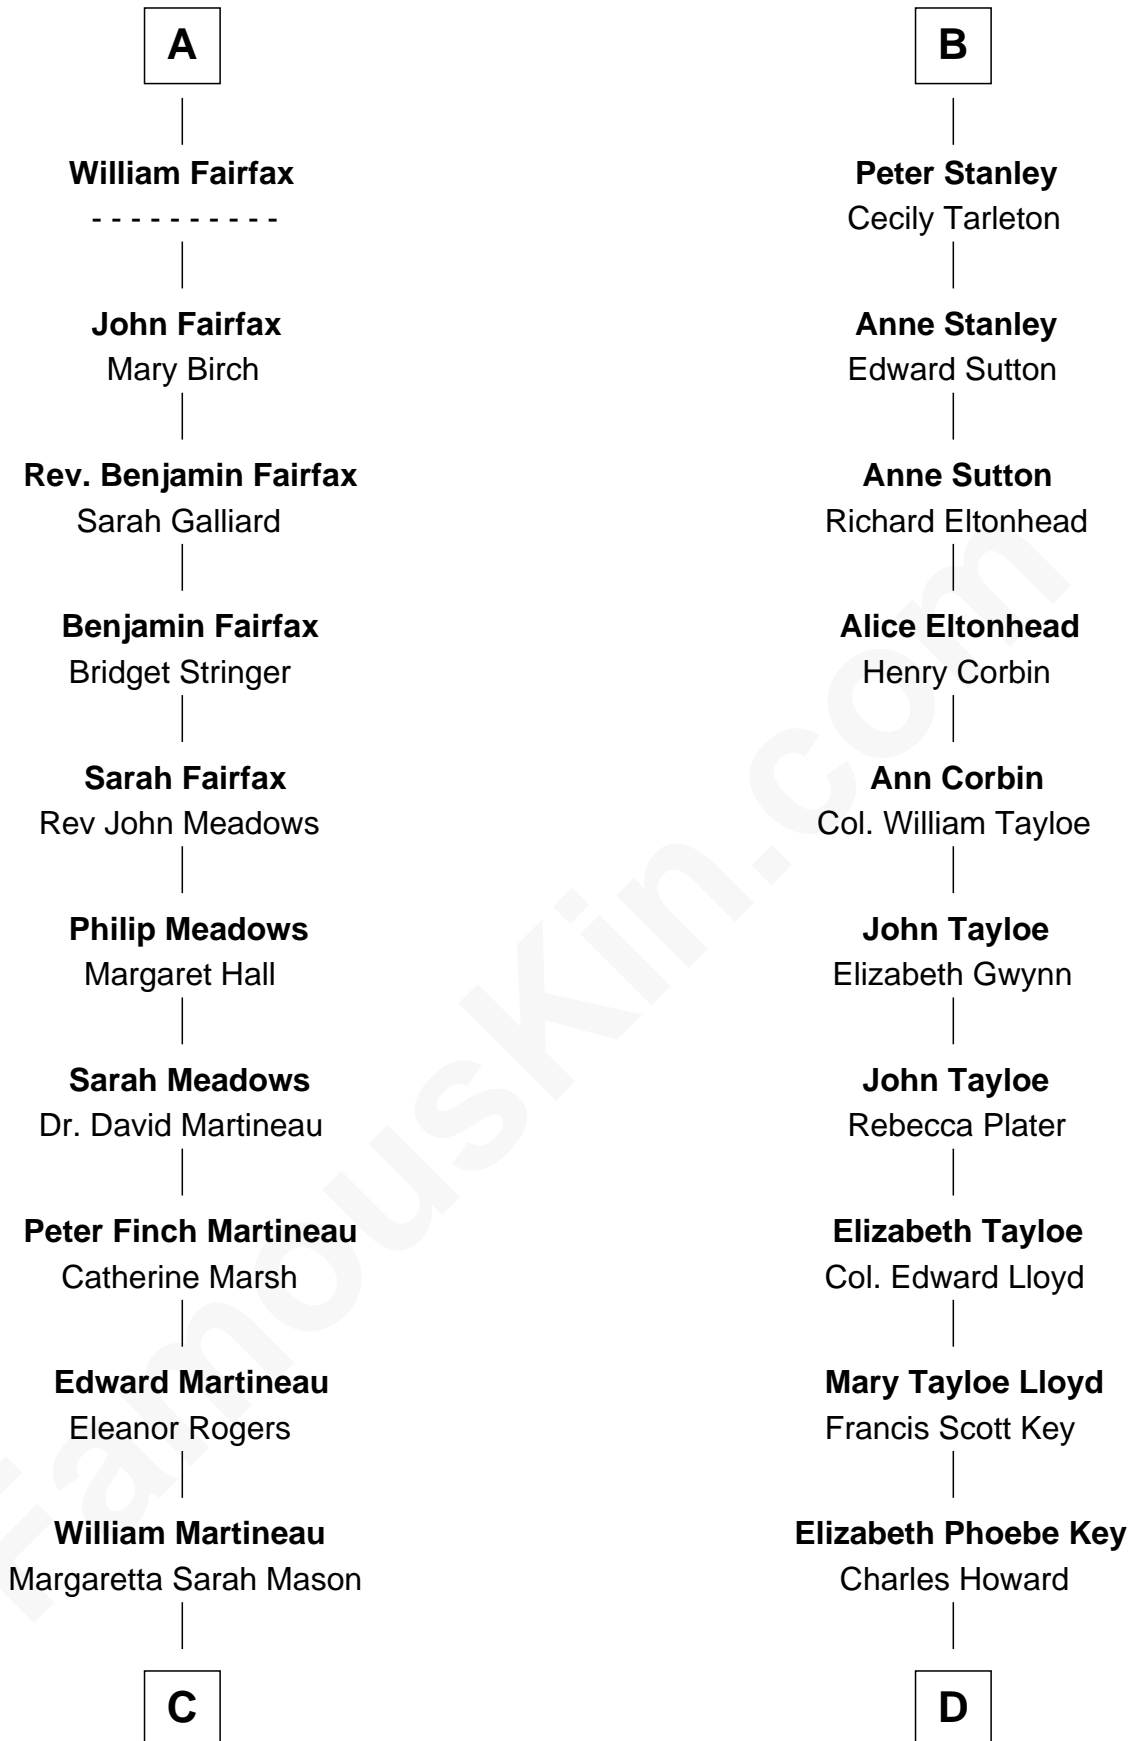 A
William Fairfax
- - - - - - - - - -
John Fairfax
Mary Birch
Rev. Benjamin Fairfax
Sarah Galliard
Benjamin Fairfax
Bridget Stringer
Sarah Fairfax
Rev John Meadows
Philip Meadows
Margaret Hall
Sarah Meadows
Dr. David Martineau
Peter Finch Martineau
Catherine Marsh
Edward Martineau
Eleanor Rogers
William Martineau
Margaretta Sarah Mason
C
B
Peter Stanley
Cecily Tarleton
Anne Stanley
Edward Sutton
Anne Sutton
Richard Eltonhead
Alice Eltonhead
Henry Corbin
Ann Corbin
Col. William Tayloe
John Tayloe
Elizabeth Gwynn
John Tayloe
Rebecca Plater
Elizabeth Tayloe
Col. Edward Lloyd
Mary Tayloe Lloyd
Francis Scott Key
Elizabeth Phoebe Key
Charles Howard
D
FamousKin.com